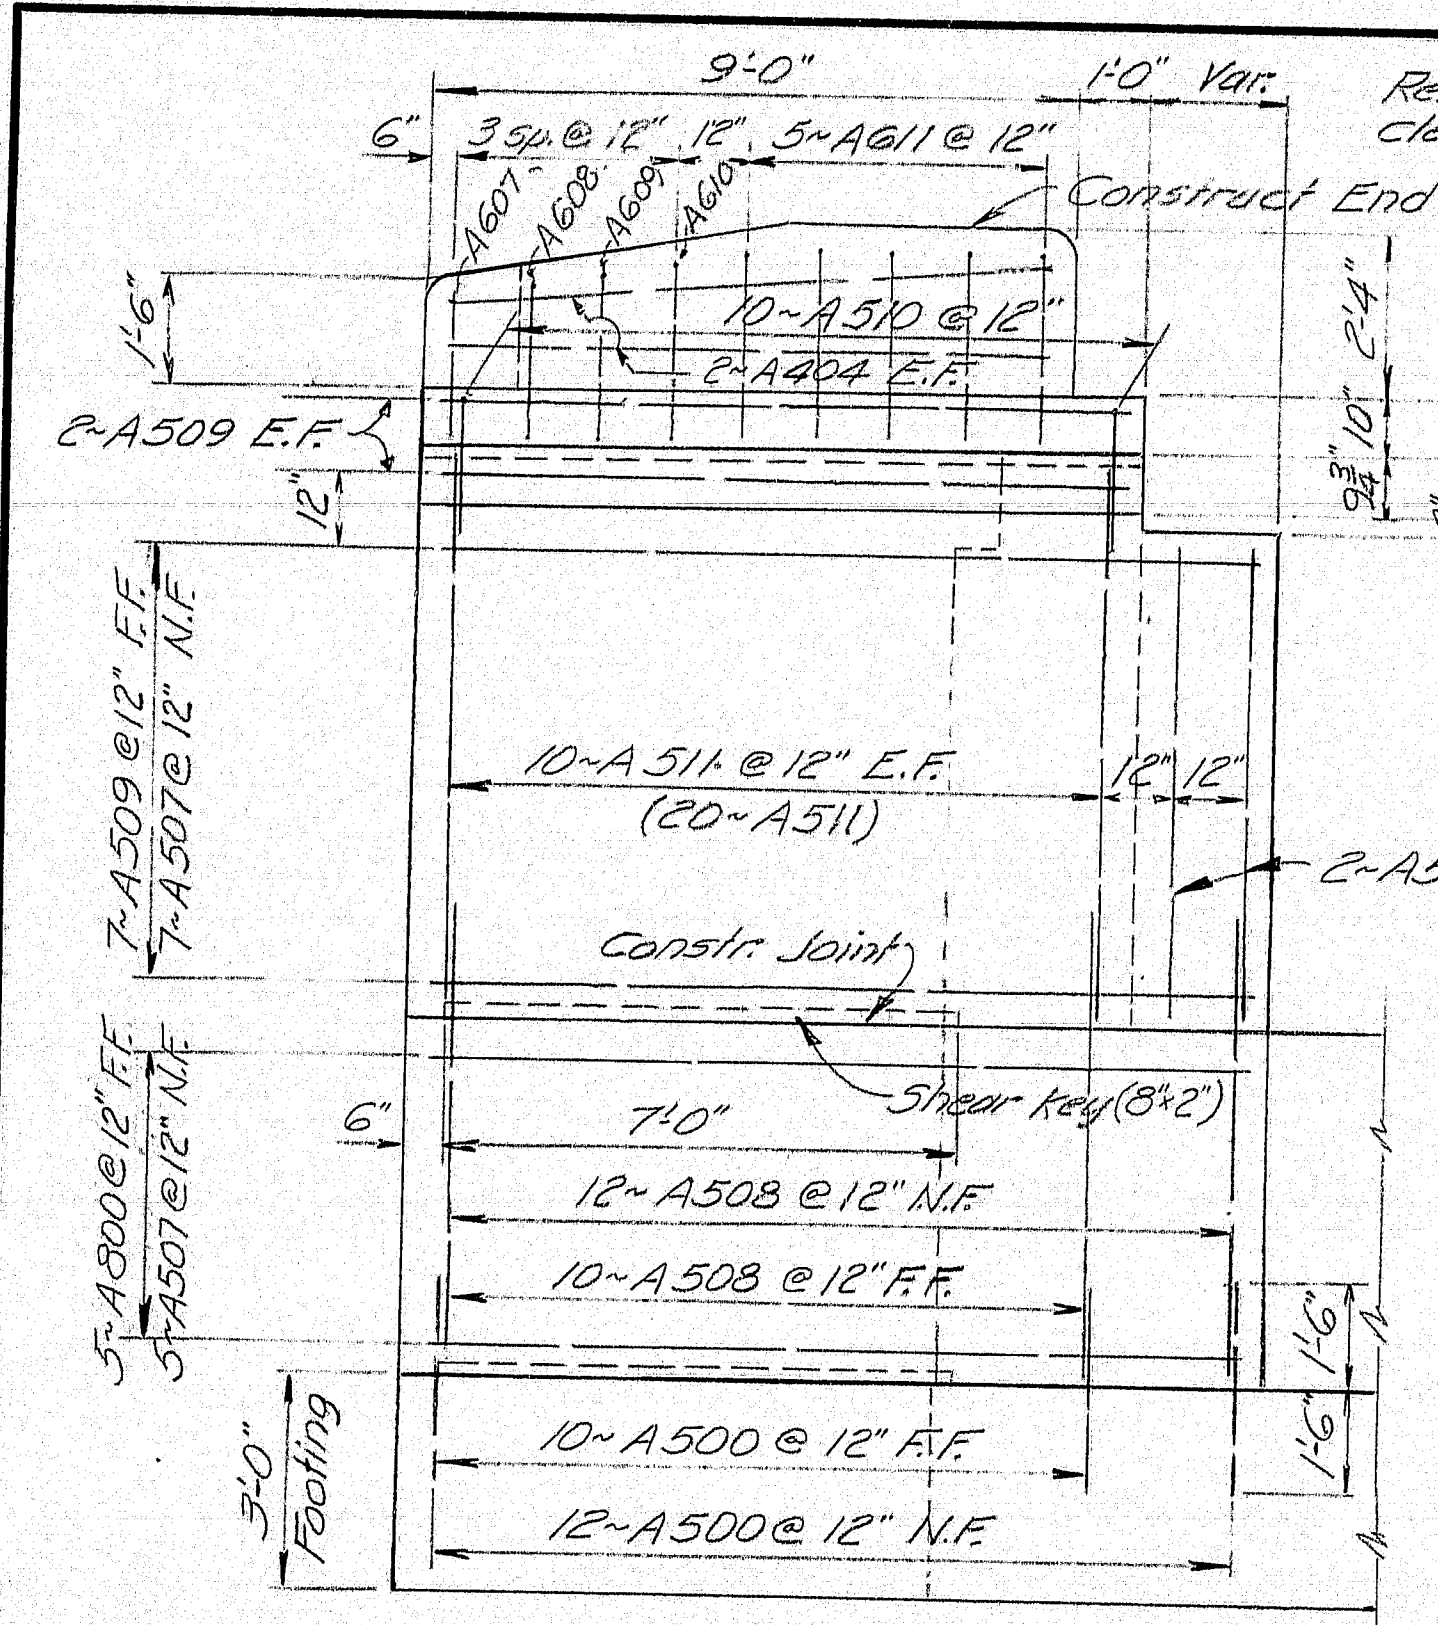 9'-0"
1'-0" Var.
6"
3 sp. @ 12"
12"
5~A611 @ 12"
A607
A608
A609
A610
Construct End
1'-6"
10~A510 @ 12"
2~A404 E.F.
2'-4"
10"
9 3/4"
2~A509 E.F.
12"
7~A509 @ 12" F.F.
7~A507 @ 12" N.F.
10~A511 @ 12" E.F.
(20~A511)
12"
12"
2~A5
Constr. Joint
Shear Key (8"x2")
5~A800 @ 12" F.F.
5~A507 @ 12" N.F.
6"
7'-0"
12~A508 @ 12" N.F.
10~A508 @ 12" F.F.
1'-6"
1'-6"
3'-0"
Footing
10~A500 @ 12" F.F.
12~A500 @ 12" N.F.